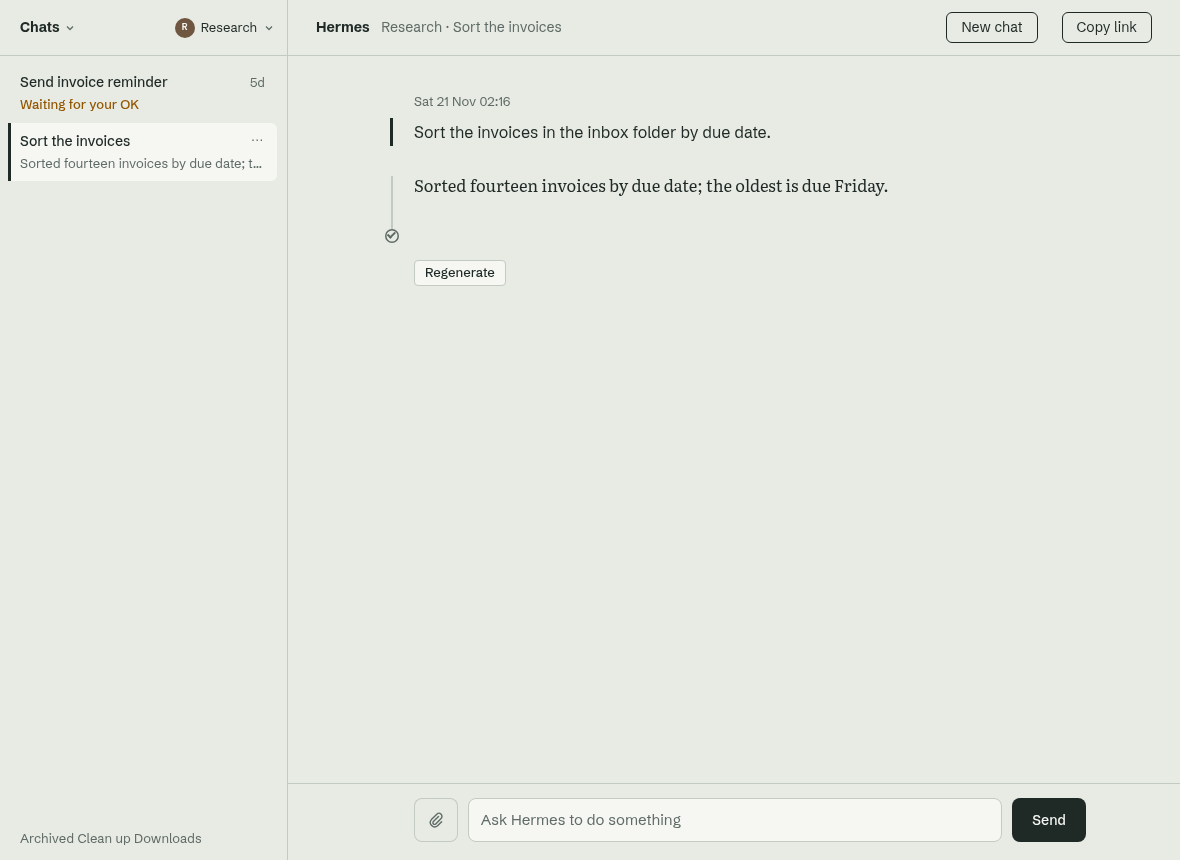 Chats
R Research
Send invoice reminder 5d
Waiting for your OK
Sort the invoices ...
Sorted fourteen invoices by due date; t...
Archived Clean up Downloads
Hermes Research · Sort the invoices
New chat
Copy link
Sat 21 Nov 02:16
Sort the invoices in the inbox folder by due date.
Sorted fourteen invoices by due date; the oldest is due Friday.
Regenerate
Ask Hermes to do something
Send